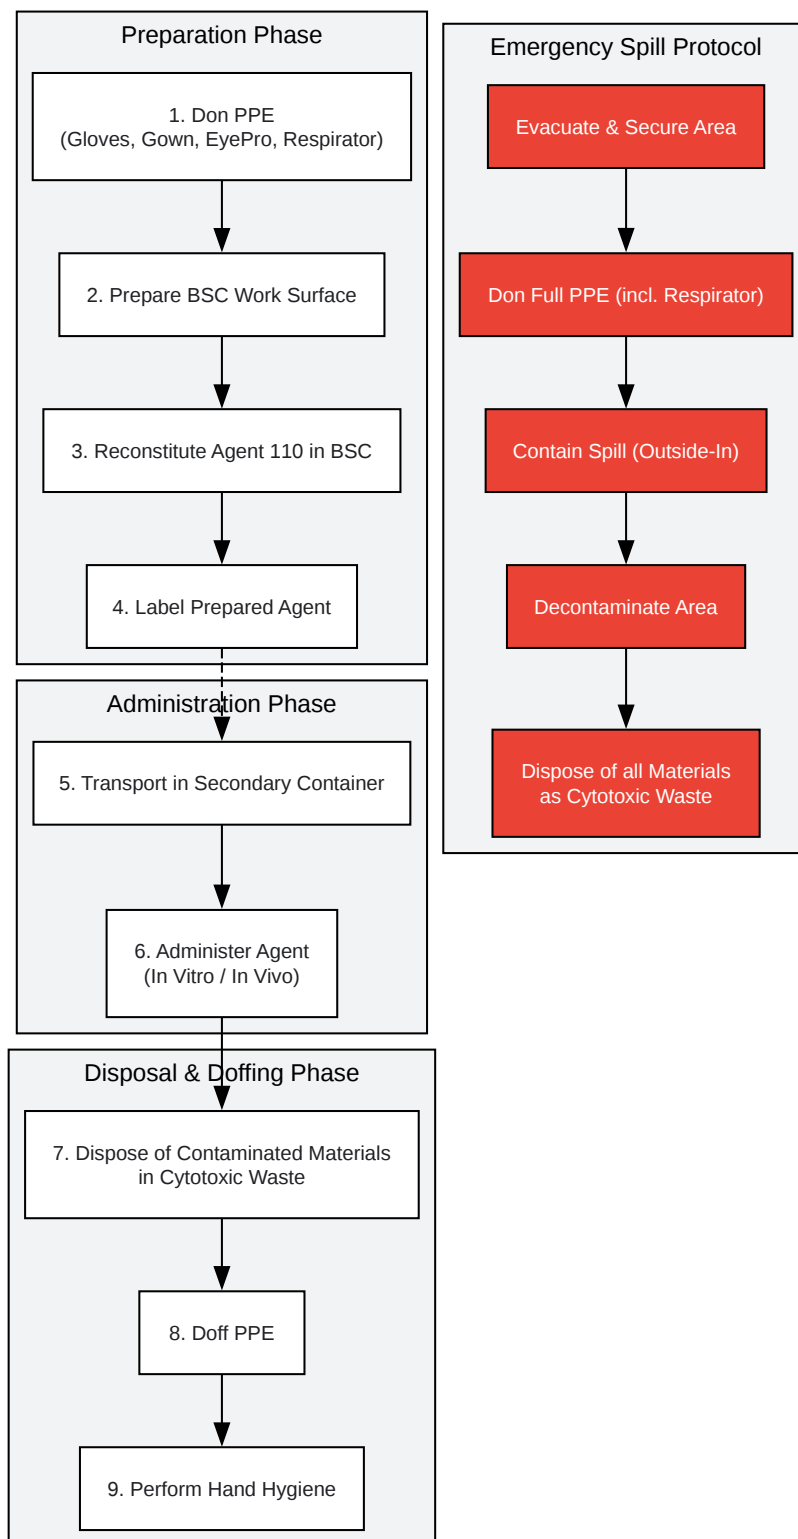 Preparation Phase
1. Don PPE
(Gloves, Gown, EyePro, Respirator)
2. Prepare BSC Work Surface
3. Reconstitute Agent 110 in BSC
4. Label Prepared Agent
Administration Phase
5. Transport in Secondary Container
6. Administer Agent
(In Vitro / In Vivo)
Disposal & Doffing Phase
7. Dispose of Contaminated Materials
in Cytotoxic Waste
8. Doff PPE
9. Perform Hand Hygiene
Emergency Spill Protocol
Evacuate & Secure Area
Don Full PPE (incl. Respirator)
Contain Spill (Outside-In)
Decontaminate Area
Dispose of all Materials
as Cytotoxic Waste